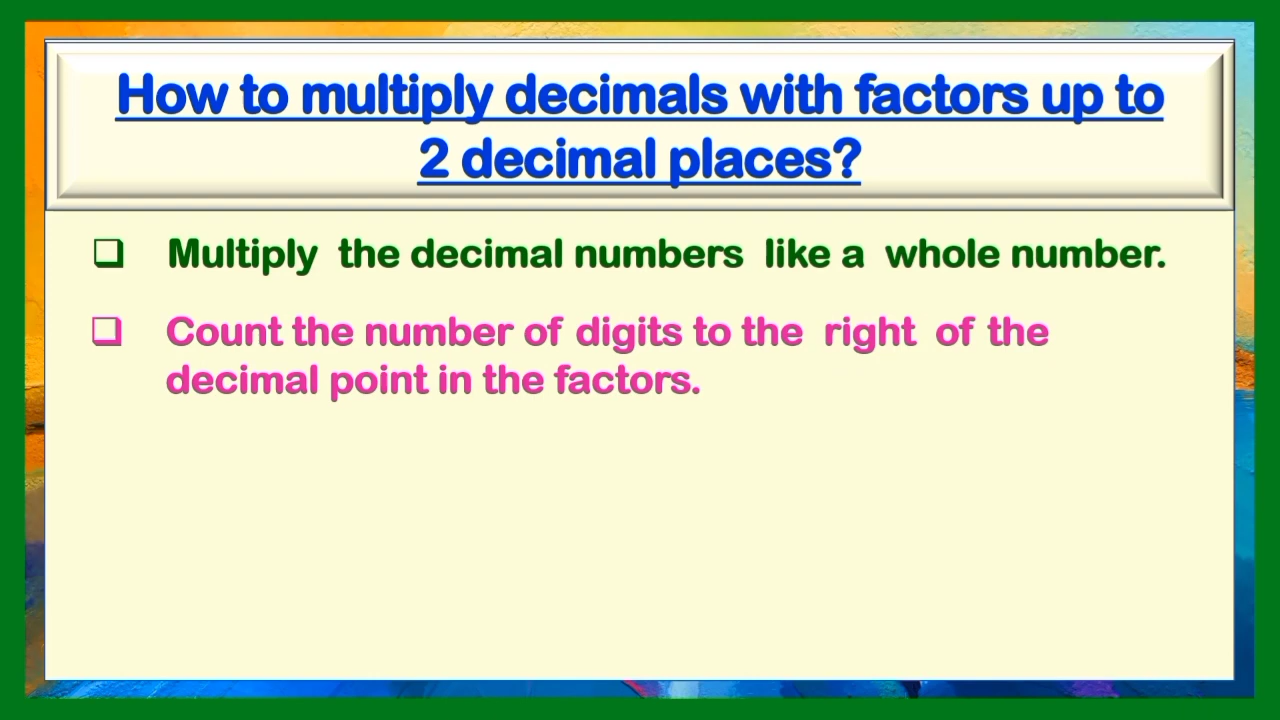 How to multiply decimals with factors up to
2 decimal places?
❑ Multiply the decimal numbers like a whole number.
❑ Count the number of digits to the right of the
decimal point in the factors.